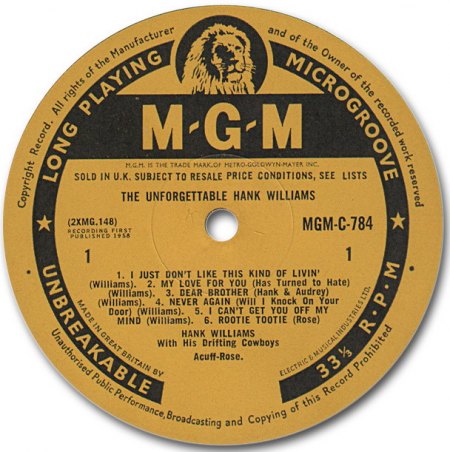 All rights of the Manufacturer and of the Owner of the recorded work reserved
Unauthorised Public Performance, Broadcasting and Copying of this Record Prohibited
Record Copyright.
LONG PLAYING
MICROGROOVE
M-G-M
M.G.M. IS THE TRADE MARK, OF METRO-GOLDWYN-MAYER INC.
SOLD IN U.K. SUBJECT TO RESALE PRICE CONDITIONS, SEE LISTS
THE UNFORGETTABLE HANK WILLIAMS
(2XMG.148)
RECORDING FIRST
PUBLISHED 1958
MGM-C-784
1
1
1. I JUST DON'T LIKE THIS KIND OF LIVIN'
(Williams). 2. MY LOVE FOR YOU (Has Turned to Hate)
(Williams). 3. DEAR BROTHER (Hank & Audrey)
(Williams). 4. NEVER AGAIN (Will I Knock On Your
Door) (Williams). 5. I CAN'T GET YOU OFF MY
MIND (Williams). 6. ROOTIE TOOTIE (Rose)
HANK WILLIAMS
With His Drifting Cowboys
Acuff-Rose.
MADE IN GREAT BRITAIN BY
ELECTRIC & MUSICAL INDUSTRIES LTD.
UNBREAKABLE
33⅓ R.P.M